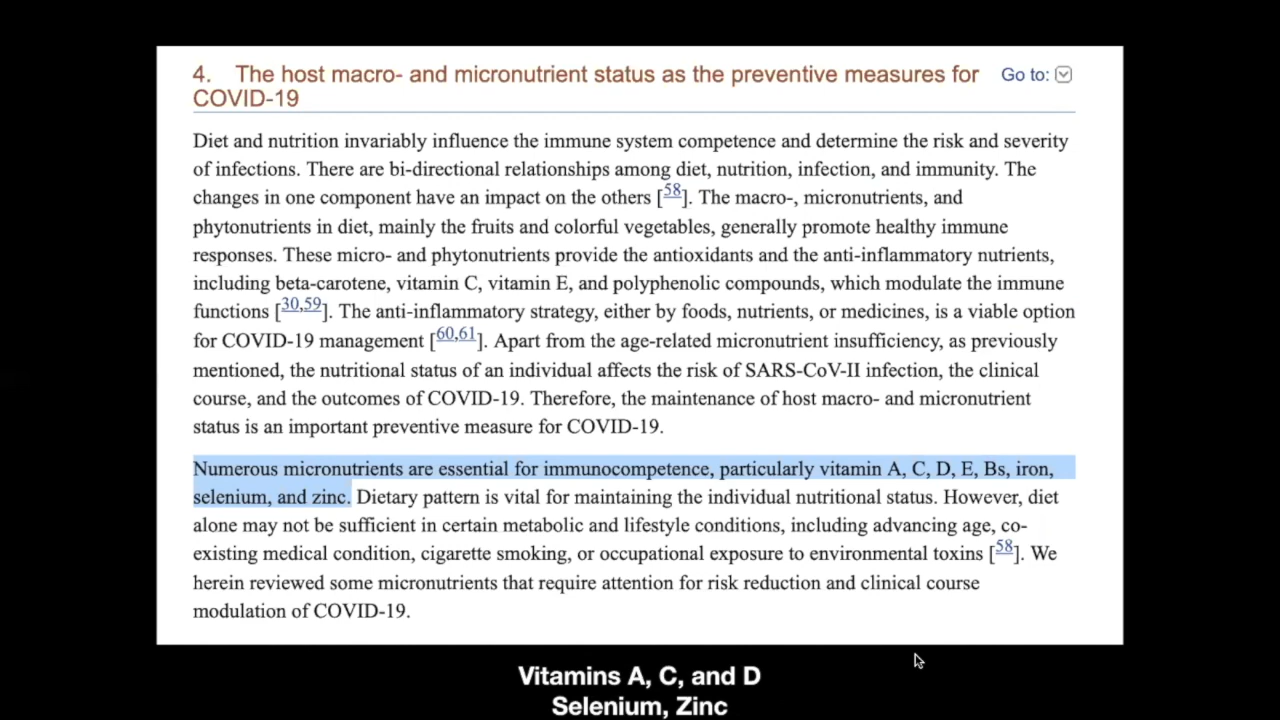 4. The host macro- and micronutrient status as the preventive measures for Go to:
COVID-19
Diet and nutrition invariably influence the immune system competence and determine the risk and severity
of infections. There are bi-directional relationships among diet, nutrition, infection, and immunity. The
changes in one component have an impact on the others [58]. The macro-, micronutrients, and
phytonutrients in diet, mainly the fruits and colorful vegetables, generally promote healthy immune
responses. These micro- and phytonutrients provide the antioxidants and the anti-inflammatory nutrients,
including beta-carotene, vitamin C, vitamin E, and polyphenolic compounds, which modulate the immune
functions [30,59]. The anti-inflammatory strategy, either by foods, nutrients, or medicines, is a viable option
for COVID-19 management [60,61]. Apart from the age-related micronutrient insufficiency, as previously
mentioned, the nutritional status of an individual affects the risk of SARS-CoV-II infection, the clinical
course, and the outcomes of COVID-19. Therefore, the maintenance of host macro- and micronutrient
status is an important preventive measure for COVID-19.
Numerous micronutrients are essential for immunocompetence, particularly vitamin A, C, D, E, Bs, iron,
selenium, and zinc. Dietary pattern is vital for maintaining the individual nutritional status. However, diet
alone may not be sufficient in certain metabolic and lifestyle conditions, including advancing age, co-
existing medical condition, cigarette smoking, or occupational exposure to environmental toxins [58]. We
herein reviewed some micronutrients that require attention for risk reduction and clinical course
modulation of COVID-19.
Vitamins A, C, and D
Selenium, Zinc